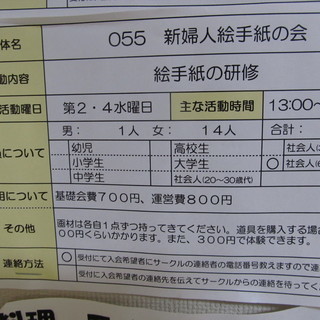 体名 055 新婦人絵手紙の会
動内容 絵手紙の研修
活動曜日 第2・4水曜日 主な活動時間 13:00~
について 男: 1人 女: 14人 合計:
幼児 高校生 社会人(
小学生 大学生 ○ 社会人(6
中学生 社会人(20~30歳代)
用について 基礎会費700円、運営費800円
その他 画材は各自1点ずつ持ってきてください。道具を購入する場合
00円くらいかかります。また、300円で体験できます。
連絡方法 ○ 受付にて入会希望者にサークルの連絡者の電話番号教えますので連
受付に入会希望者の連絡先を伝えてサークルからの連絡を待ってく
料理